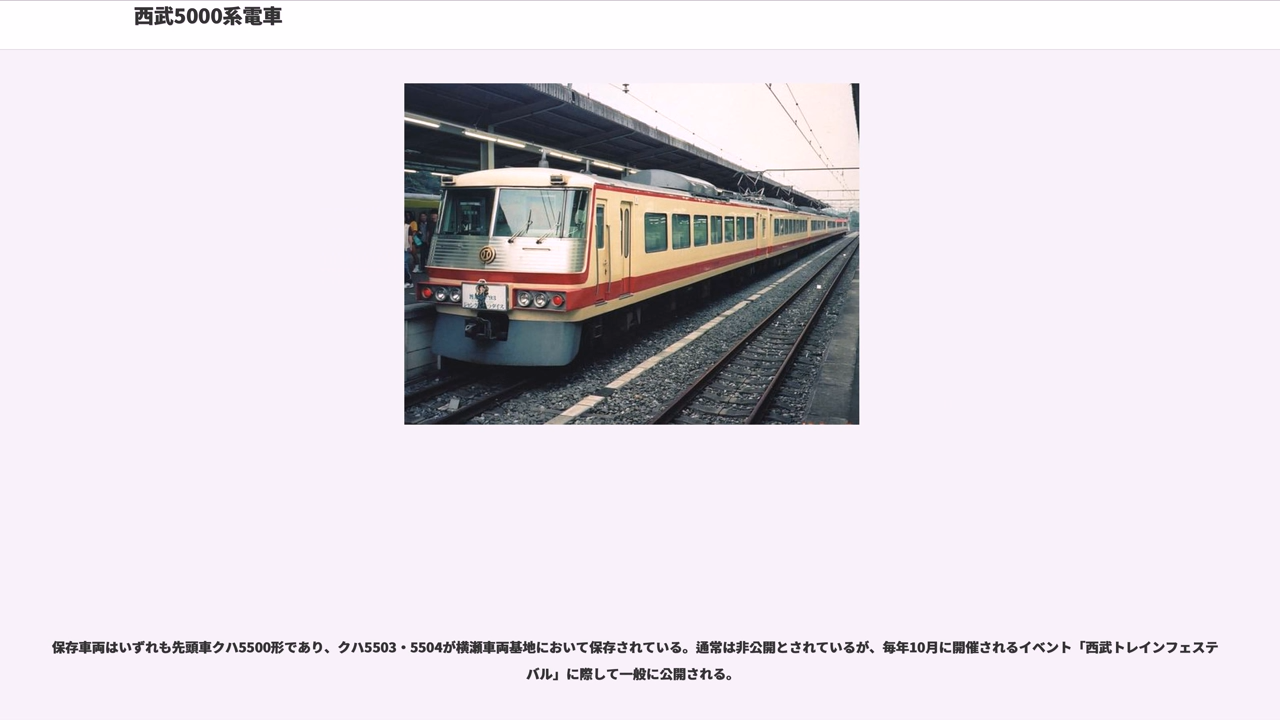 西武5000系電車
保存車両はいずれも先頭車クハ5500形であり、クハ5503・5504が横瀬車両基地において保存されている。通常は非公開とされているが、毎年10月に開催されるイベント「西武トレインフェステ
バル」に際して一般に公開される。